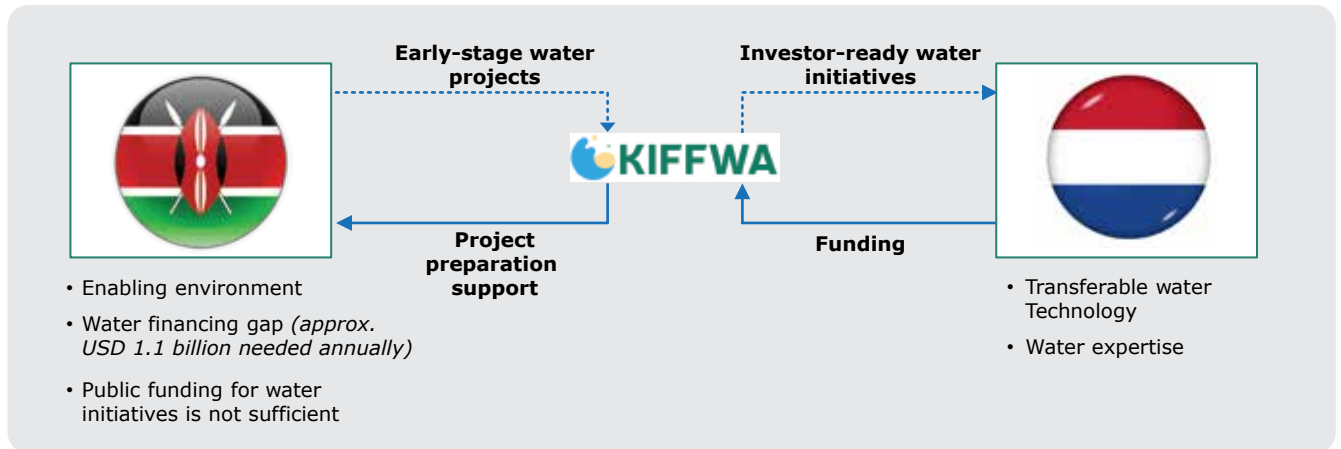 Early-stage water
projects
Investor-ready water
initiatives
KIFFWA
Project
preparation
support
Funding
• Enabling environment
• Water financing gap (approx.
USD 1.1 billion needed annually)
• Public funding for water
initiatives is not sufficient
• Transferable water
Technology
• Water expertise